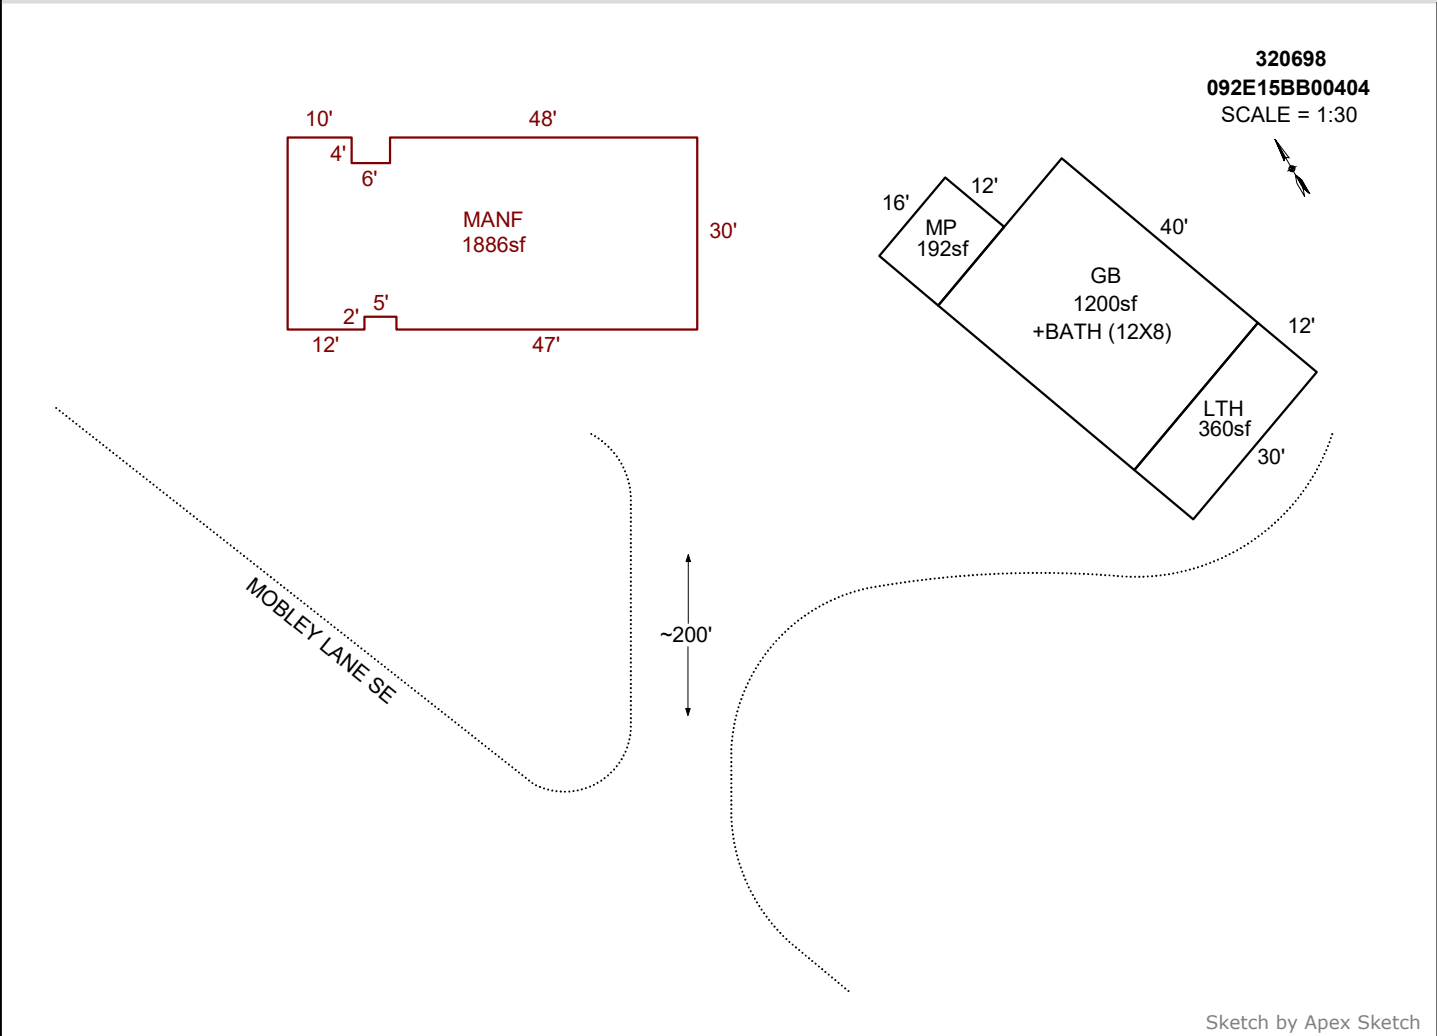 320698
092E15BB00404
SCALE = 1:30
10'
48'
4'
6'
MANF
1886sf
30'
5'
2'
12'
47'
16'
12'
MP
192sf
40'
GB
1200sf
+BATH (12X8)
12'
LTH
360sf
30'
MOBLEY LANE SE
~200'
Sketch by Apex Sketch